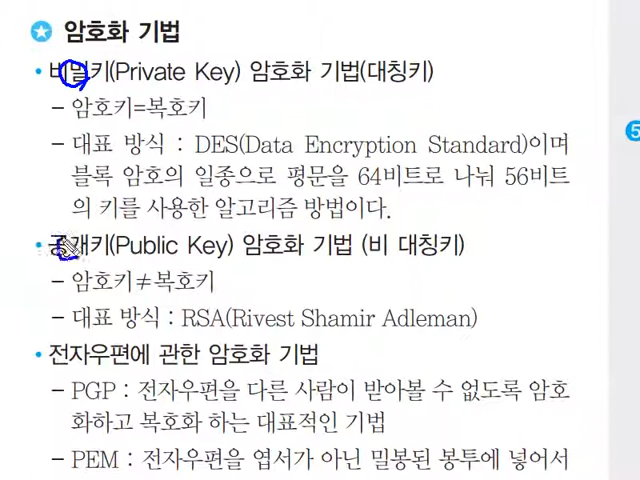 암호화 기법
• 비밀키(Private Key) 암호화 기법(대칭키)
– 암호키=복호키
– 대표 방식 : DES(Data Encryption Standard)이며
블록 암호의 일종으로 평문을 64비트로 나눠 56비트
의 키를 사용한 알고리즘 방법이다.
• 공개키(Public Key) 암호화 기법 (비 대칭키)
– 암호키≠복호키
– 대표 방식 : RSA(Rivest Shamir Adleman)
• 전자우편에 관한 암호화 기법
– PGP : 전자우편을 다른 사람이 받아볼 수 없도록 암호
화하고 복호화 하는 대표적인 기법
– PEM : 전자우편을 엽서가 아닌 밀봉된 봉투에 넣어서
5